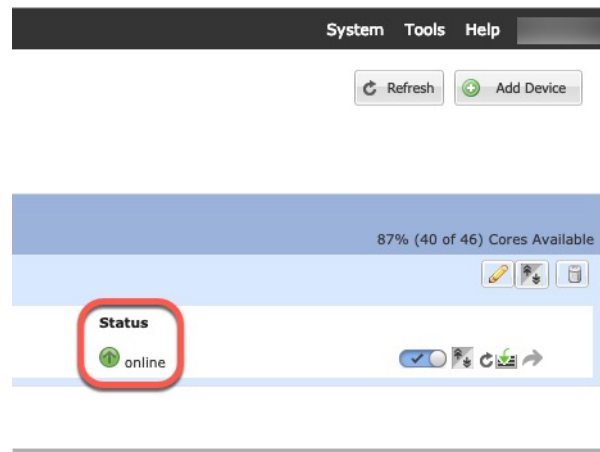 System Tools Help
Refresh Add Device
87% (40 of 46) Cores Available
Status
online